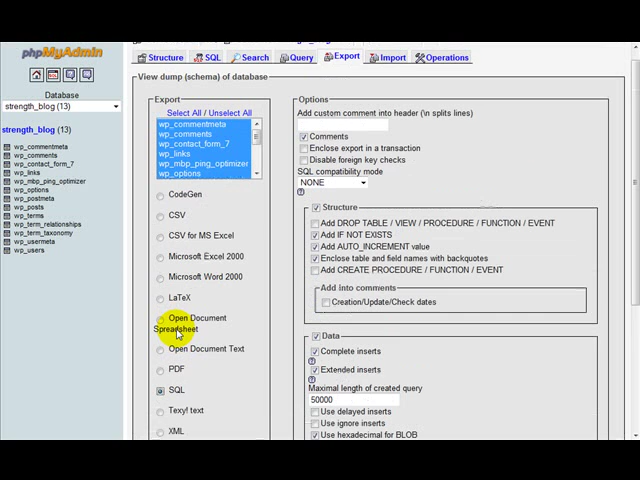 phpMyAdmin
Database
strength_blog (13)
strength_blog (13)
wp_commentmeta
wp_comments
wp_contact_form_7
wp_links
wp_mbp_ping_optimizer
wp_options
wp_postmeta
wp_posts
wp_terms
wp_term_relationships
wp_term_taxonomy
wp_usermeta
wp_users
Structure SQL Search Query Export Import Operations
View dump (schema) of database
Export
Select All / Unselect All
wp_commentmeta
wp_comments
wp_contact_form_7
wp_links
wp_mbp_ping_optimizer
wp_options
CodeGen
CSV
CSV for MS Excel
Microsoft Excel 2000
Microsoft Word 2000
LaTeX
Open Document
Spreadsheet
Open Document Text
PDF
SQL
Texy! text
XML
Options
Add custom comment into header (\n splits lines)
Comments
Enclose export in a transaction
Disable foreign key checks
SQL compatibility mode
NONE
Structure
Add DROP TABLE / VIEW / PROCEDURE / FUNCTION / EVENT
Add IF NOT EXISTS
Add AUTO_INCREMENT value
Enclose table and field names with backquotes
Add CREATE PROCEDURE / FUNCTION / EVENT
Add into comments
Creation/Update/Check dates
Data
Complete inserts
Extended inserts
Maximal length of created query
50000
Use delayed inserts
Use ignore inserts
Use hexadecimal for BLOB